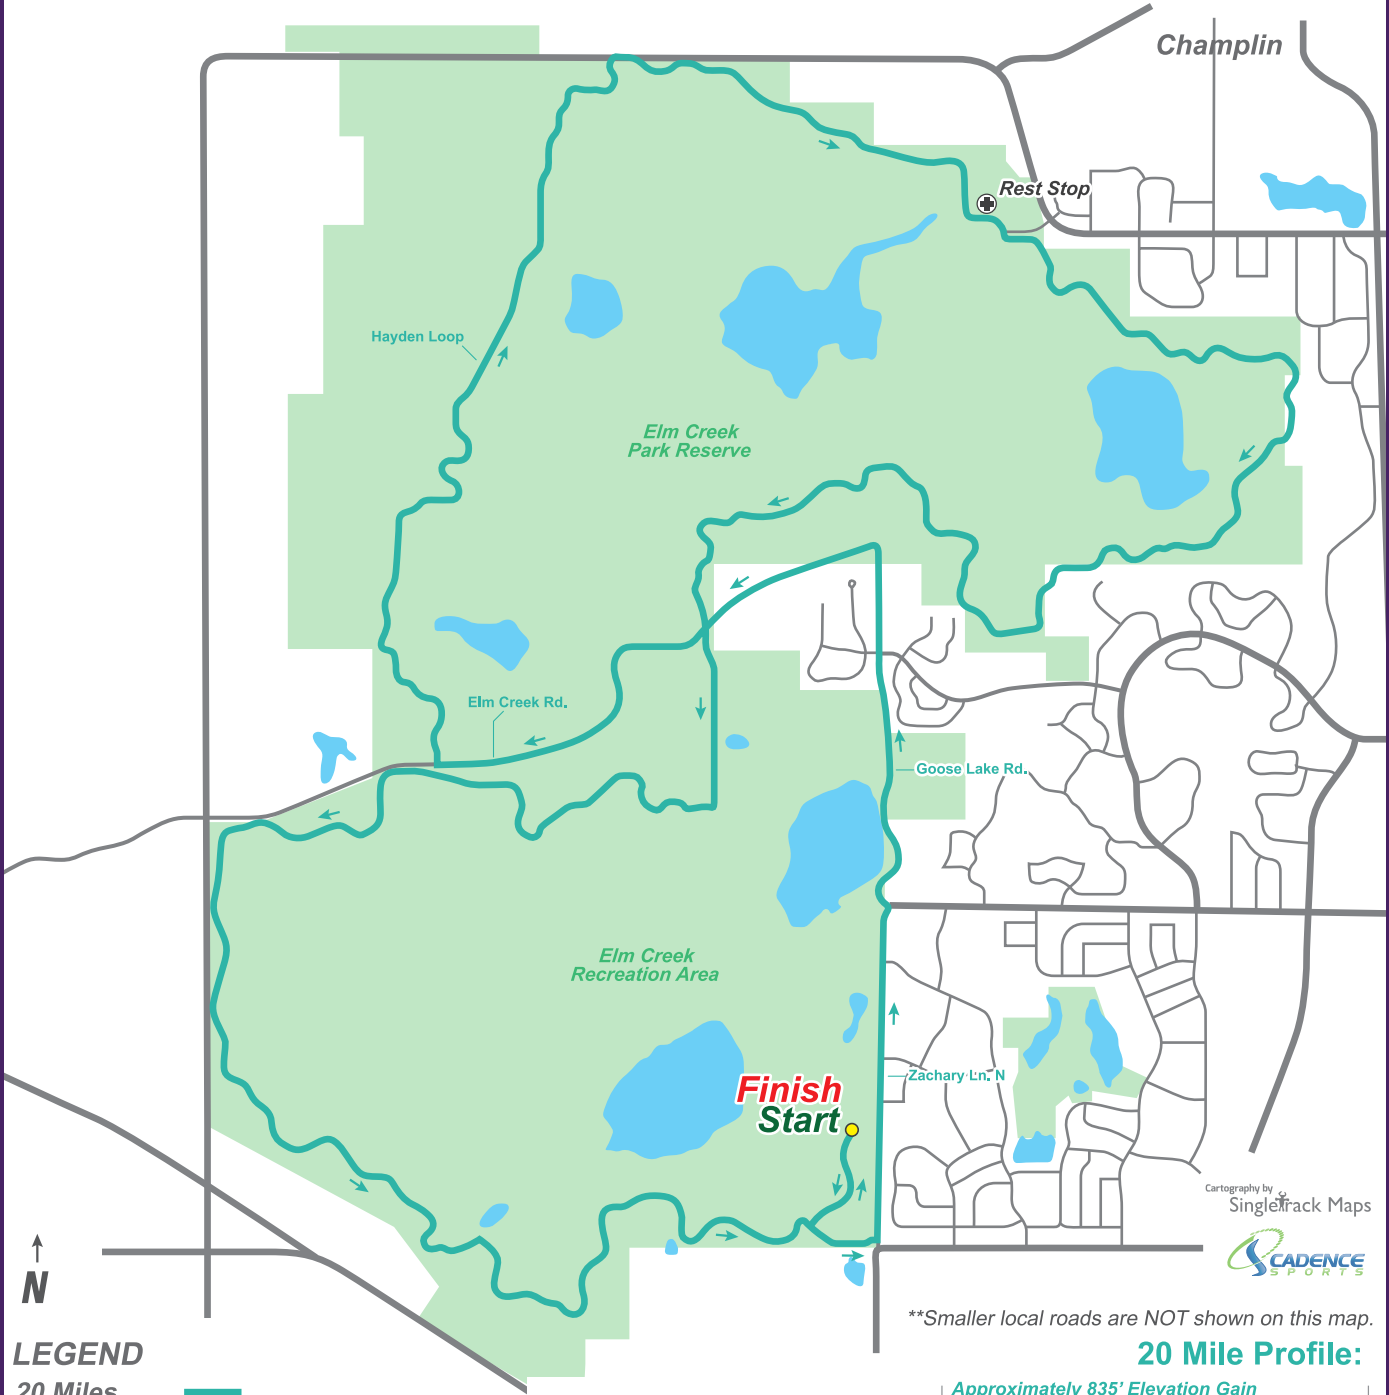 Champlin
Rest Stop
Hayden Loop
Elm Creek
Park Reserve
Elm Creek Rd.
Goose Lake Rd.
Elm Creek
Recreation Area
Zachary Ln. N
Finish
Start
Cartography by
SingleTrack Maps
CADENCE
SPORTS
N
**Smaller local roads are NOT shown on this map.
LEGEND
20 Mile Profile:
20 Miles
Approximately 835' Elevation Gain